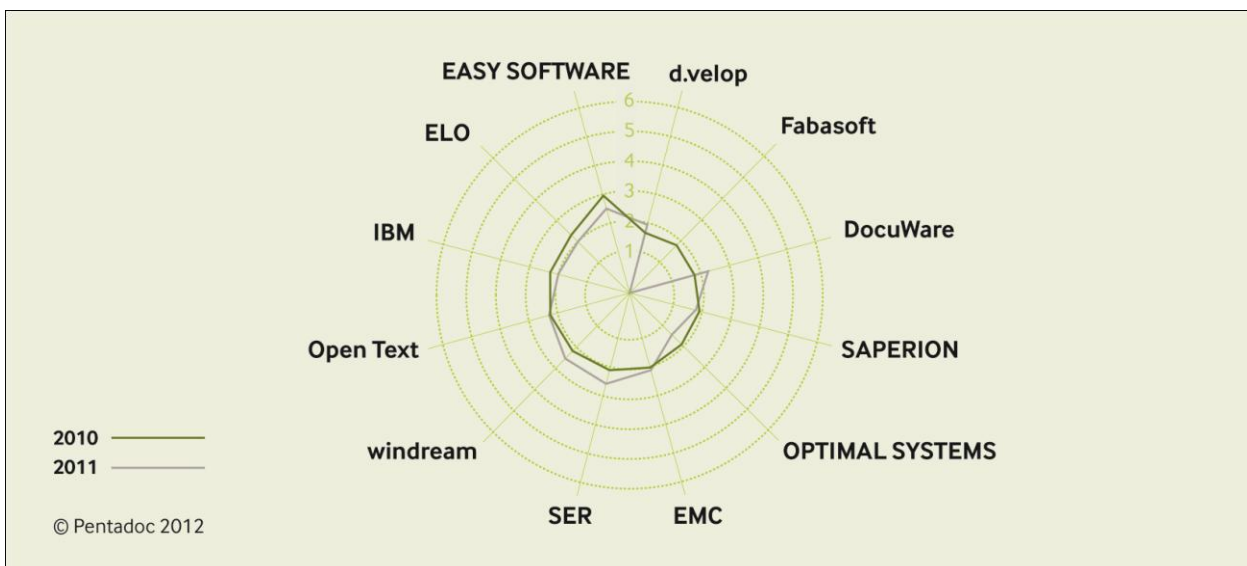 EASY SOFTWARE
d.velop
6
5
4
3
2
1
ELO
Fabasoft
IBM
DocuWare
Open Text
SAPERION
windream
OPTIMAL SYSTEMS
SER
EMC
2010
2011
© Pentadoc 2012